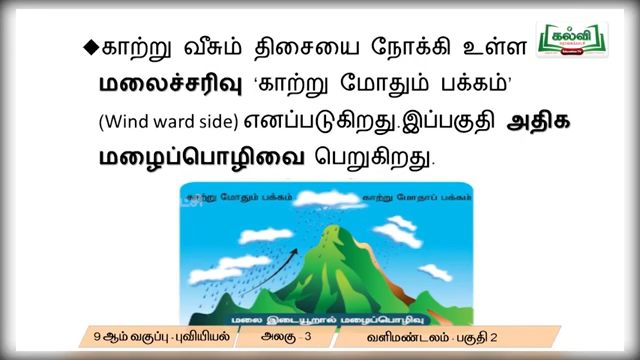 ◆காற்று வீசும் திசையை நோக்கி உள்ள
மலைச்சரிவு ‘காற்று மோதும் பக்கம்’
(Wind ward side) எனப்படுகிறது.இப்பகுதி அதிக
மழைப்பொழிவை பெறுகிறது.
கல்வி
காற்று மோதும் பக்கம்
காற்று மோதாப் பக்கம்
மலை இடையூறால் மழைப்பொழிவு
9 ஆம் வகுப்பு - புவியியல்
அலகு - 3
வளிமண்டலம் - பகுதி 2